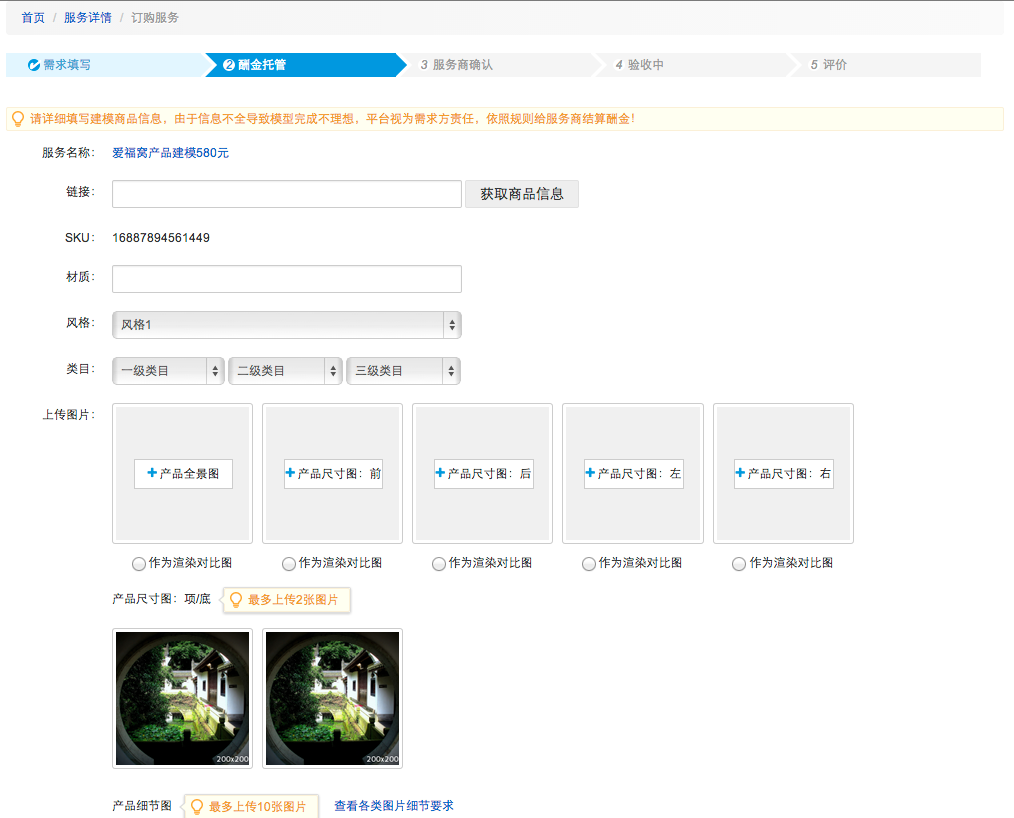 首页 / 服务详情 / 订购服务
需求填写 2 酬金托管 3 服务商确认 4 验收中 5 评价
请详细填写建模商品信息，由于信息不全导致模型完成不理想，平台视为需求方责任，依照规则给服务商结算酬金！
服务名称： 爱福窝产品建模580元
链接： 获取商品信息
SKU： 16887894561449
材质：
风格： 风格1
类目： 一级类目 二级类目 三级类目
上传图片：
+产品全景图 +产品尺寸图：前 +产品尺寸图：后 +产品尺寸图：左 +产品尺寸图：右
作为渲染对比图 作为渲染对比图 作为渲染对比图 作为渲染对比图 作为渲染对比图
产品尺寸图：项/底 最多上传2张图片
200x200 200x200
产品细节图 最多上传10张图片 查看各类图片细节要求